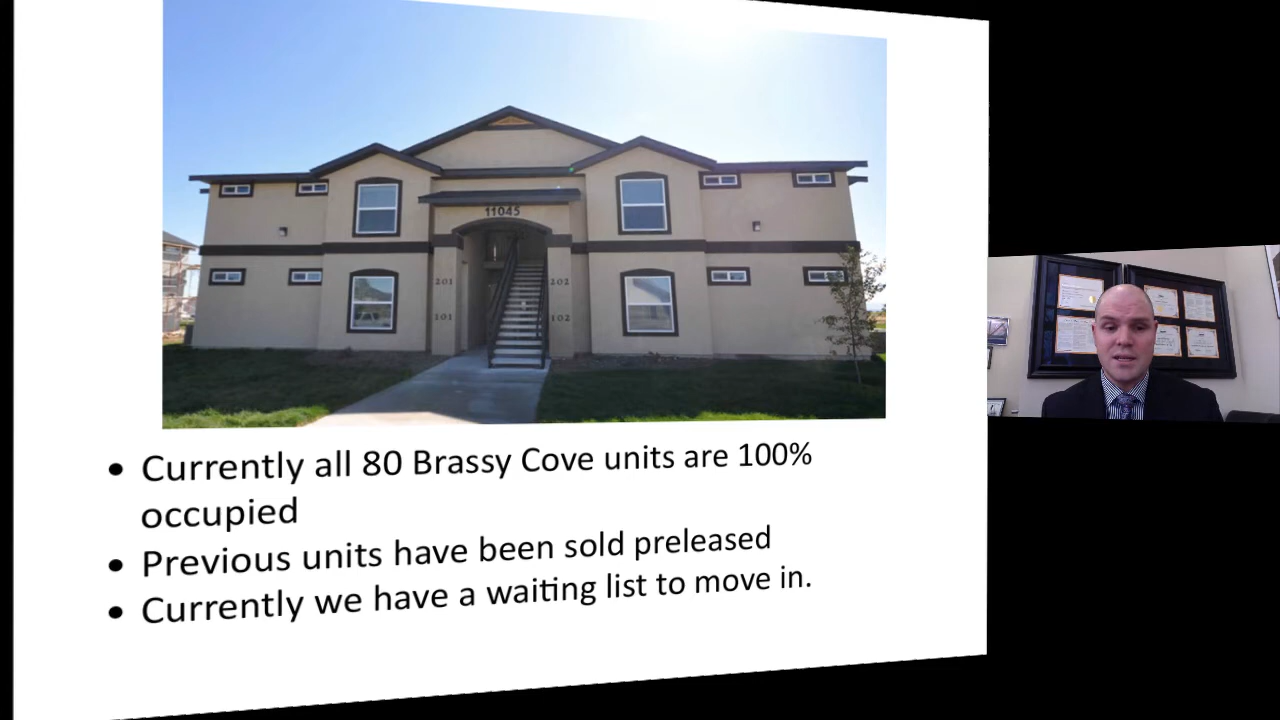 11045
201
202
101
102
• Currently all 80 Brassy Cove units are 100%
occupied
• Previous units have been sold preleased
• Currently we have a waiting list to move in.